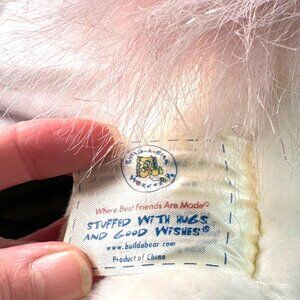 BUILD-A-BEAR
WORKSHOP
Where Best Friends Are Made®
STUFFED WITH HUGS
AND GOOD WISHES®
www.buildabear.com
Product of China